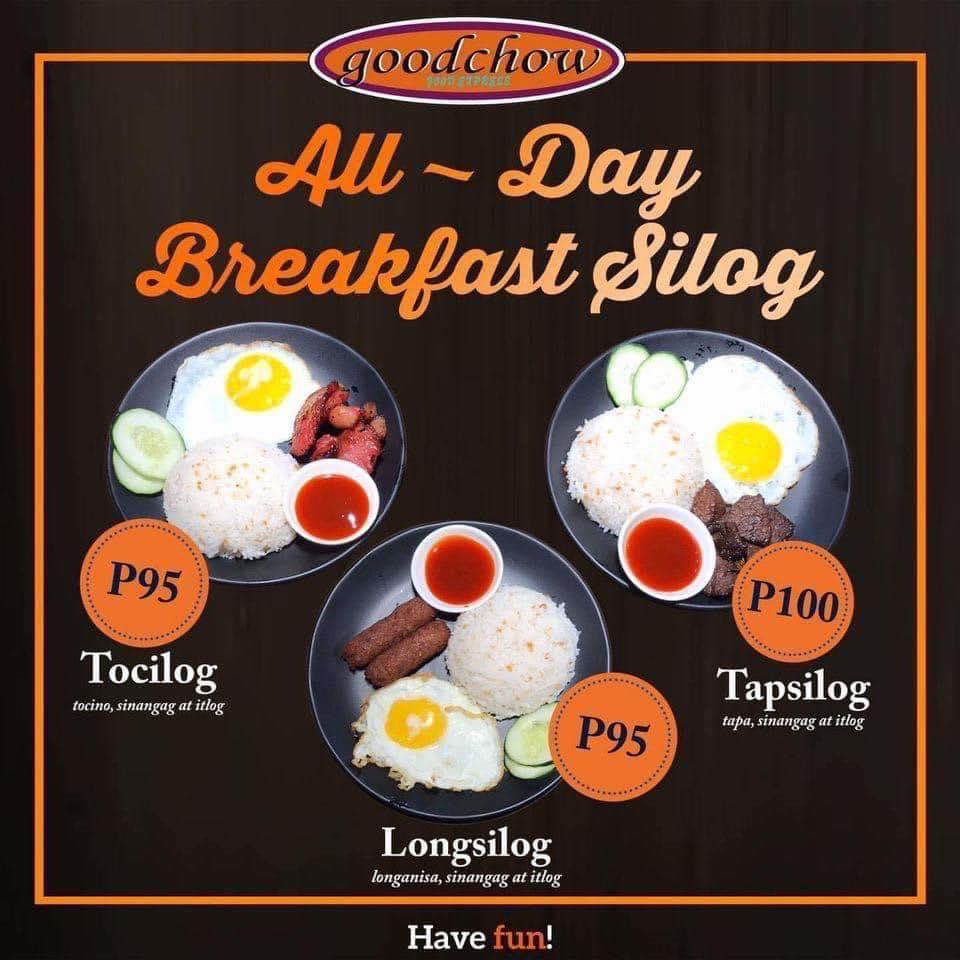 goodchow
FOOD EXPRESS
All ~ Day
Breakfast Silog
P95
Tocilog
tocino, sinangag at itlog
P100
Tapsilog
tapa, sinangag at itlog
P95
Longsilog
longanisa, sinangag at itlog
Have fun!